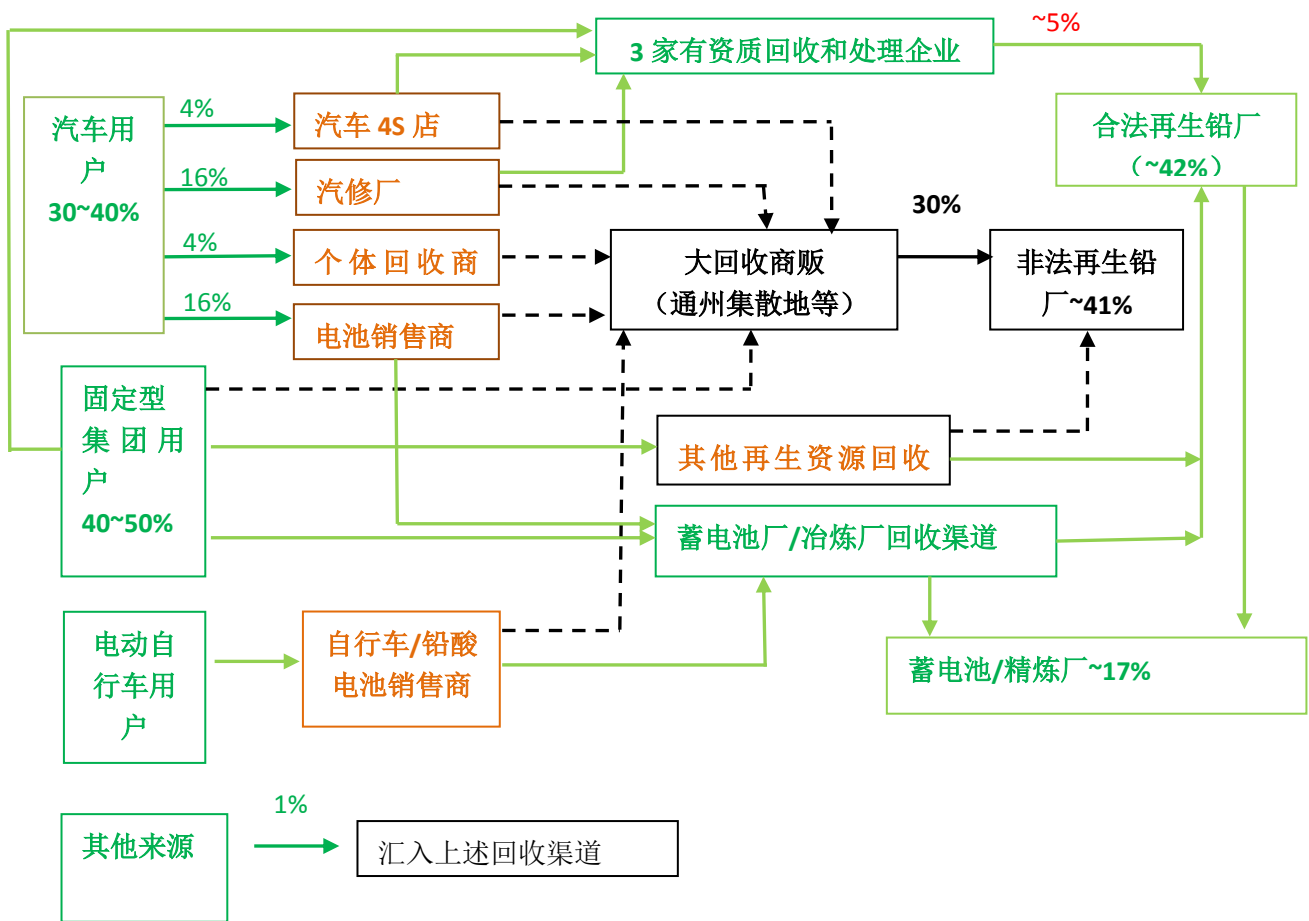 3 家有资质回收和处理企业
~5%
汽车用
户
30~40%
4%
汽车 4S 店
合法再生铅厂
（~42%）
16%
汽修厂
4%
个体回收商
大回收商贩
（通州集散地等）
30%
非法再生铅
厂~41%
16%
电池销售商
固定型
集团用
户
40~50%
其他再生资源回收
蓄电池厂/冶炼厂回收渠道
电动自
行车用
户
自行车/铅酸
电池销售商
蓄电池/精炼厂~17%
其他来源
1%
汇入上述回收渠道